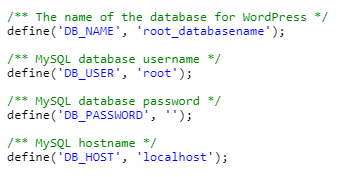 /** The name of the database for WordPress */
define('DB_NAME', 'root_databasename');
/** MySQL database username */
define('DB_USER', 'root');
/** MySQL database password */
define('DB_PASSWORD', '');
/** MySQL hostname */
define('DB_HOST', 'localhost');